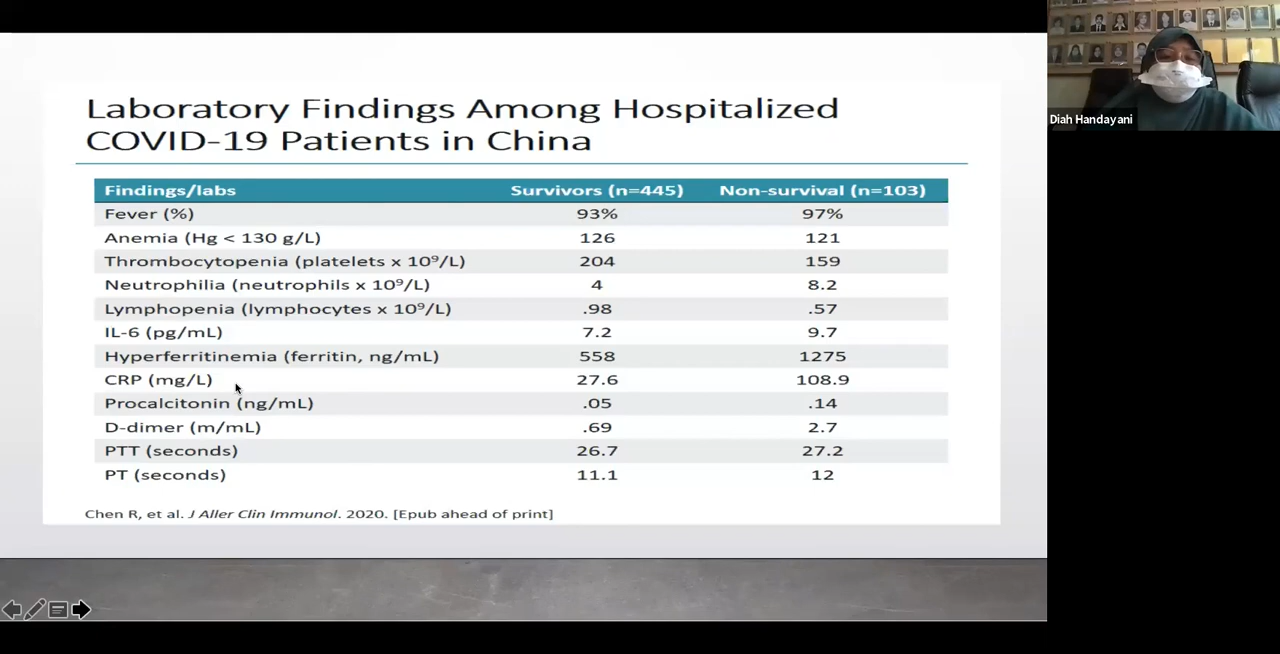 Laboratory Findings Among Hospitalized
COVID-19 Patients in China
Findings/labs Survivors (n=445) Non-survival (n=103)
Fever (%) 93% 97%
Anemia (Hg < 130 g/L) 126 121
Thrombocytopenia (platelets x 10⁹/L) 204 159
Neutrophilia (neutrophils x 10⁹/L) 4 8.2
Lymphopenia (lymphocytes x 10⁹/L) .98 .57
IL-6 (pg/mL) 7.2 9.7
Hyperferritinemia (ferritin, ng/mL) 558 1275
CRP (mg/L) 27.6 108.9
Procalcitonin (ng/mL) .05 .14
D-dimer (m/mL) .69 2.7
PTT (seconds) 26.7 27.2
PT (seconds) 11.1 12
Chen R, et al. J Aller Clin Immunol. 2020. [Epub ahead of print]
Diah Handayani